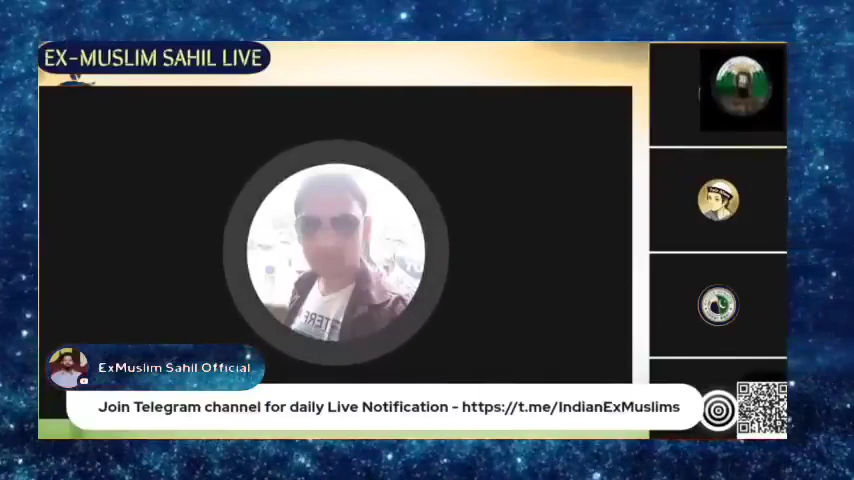 EX-MUSLIM SAHIL LIVE
ExMuslim Sahil Official
Join Telegram channel for daily Live Notification - https://t.me/IndianExMuslims